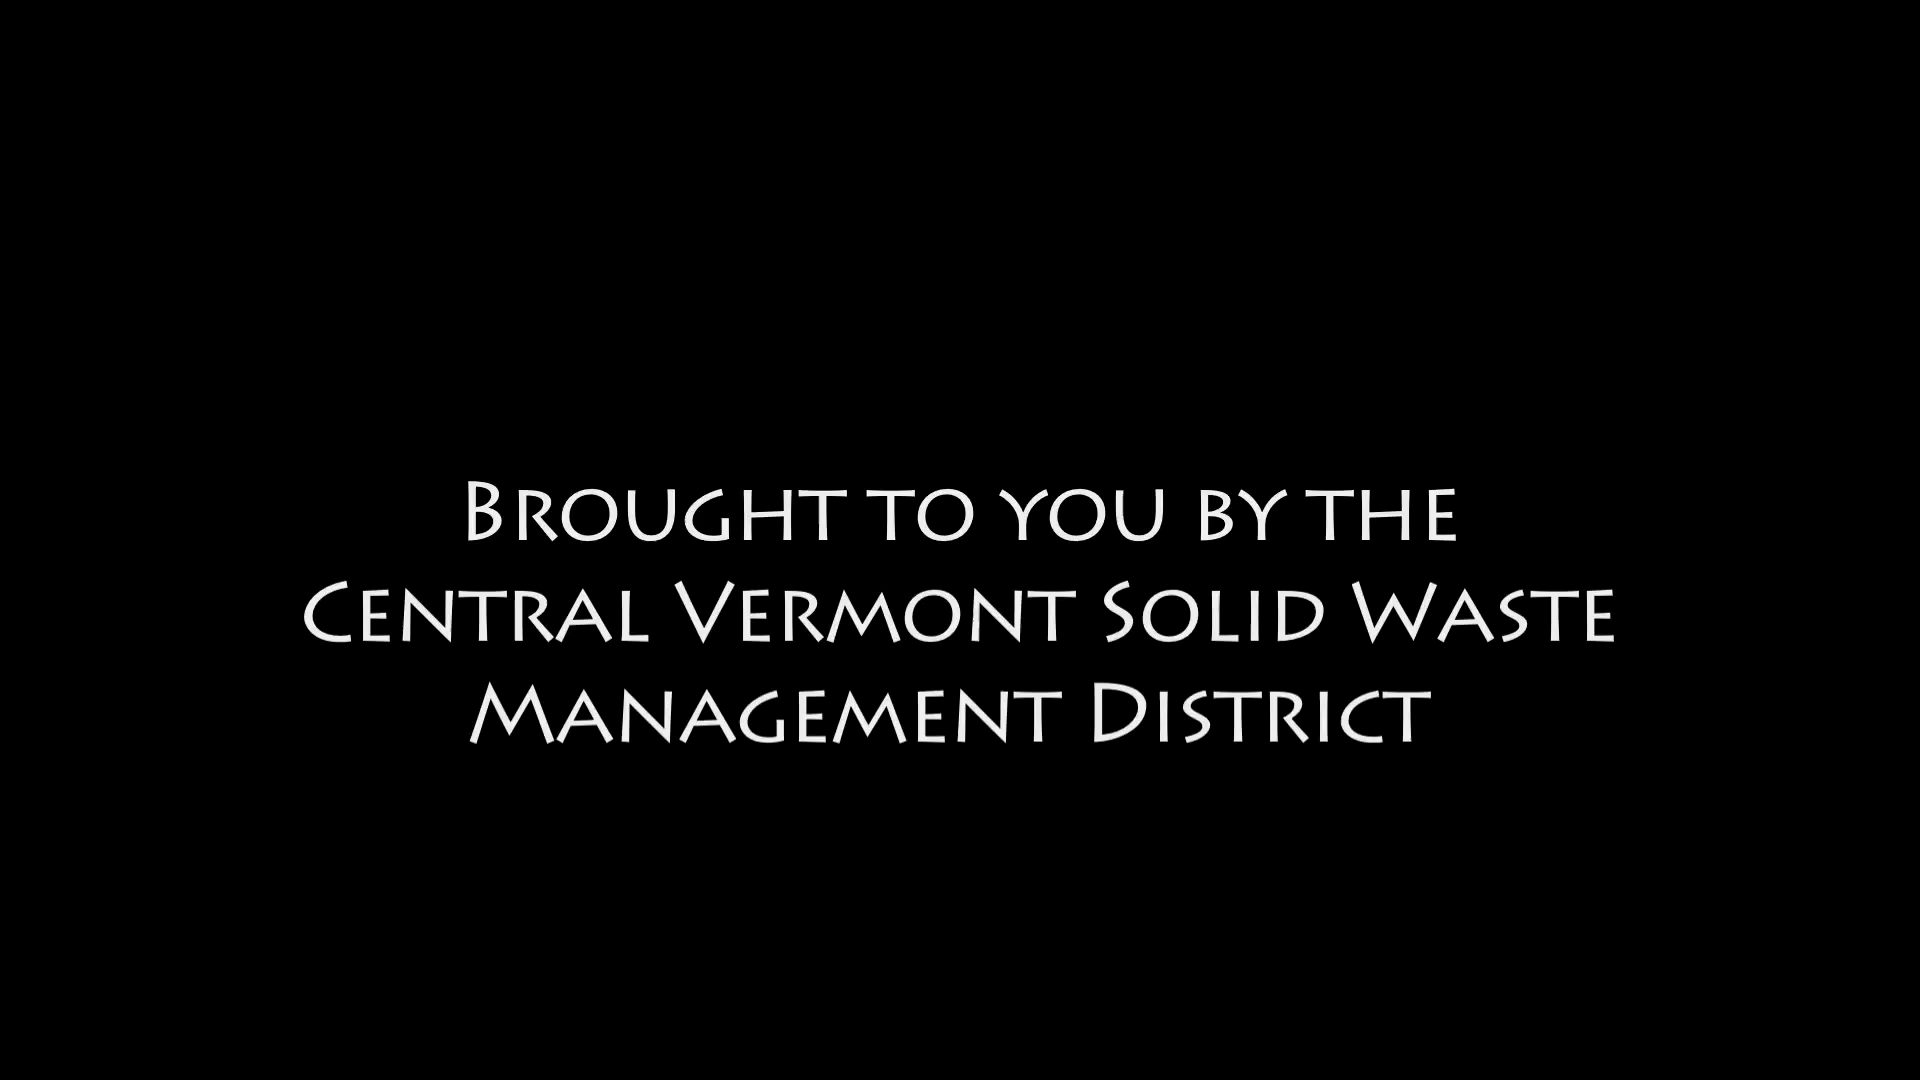 Brought to you by the
Central Vermont Solid Waste
Management District